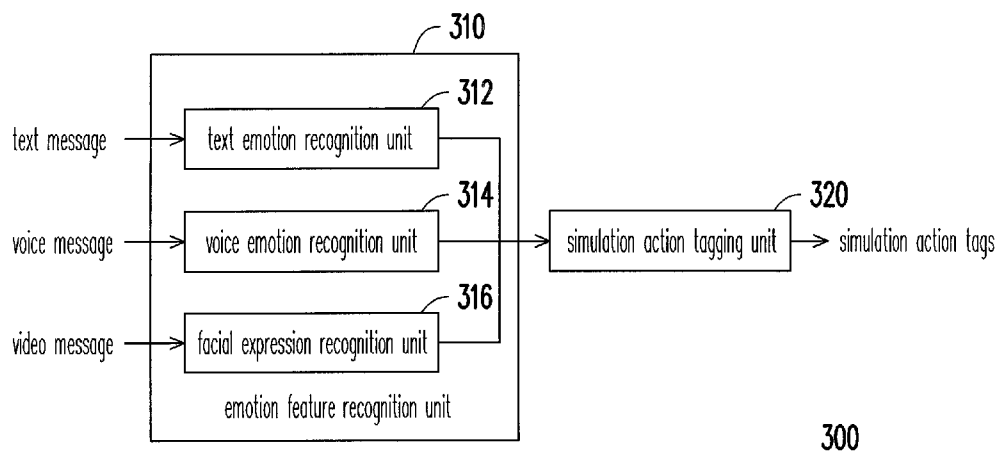 310
312
text message
text emotion recognition unit
314
320
voice message
voice emotion recognition unit
simulation action tagging unit
simulation action tags
316
video message
facial expression recognition unit
emotion feature recognition unit
300